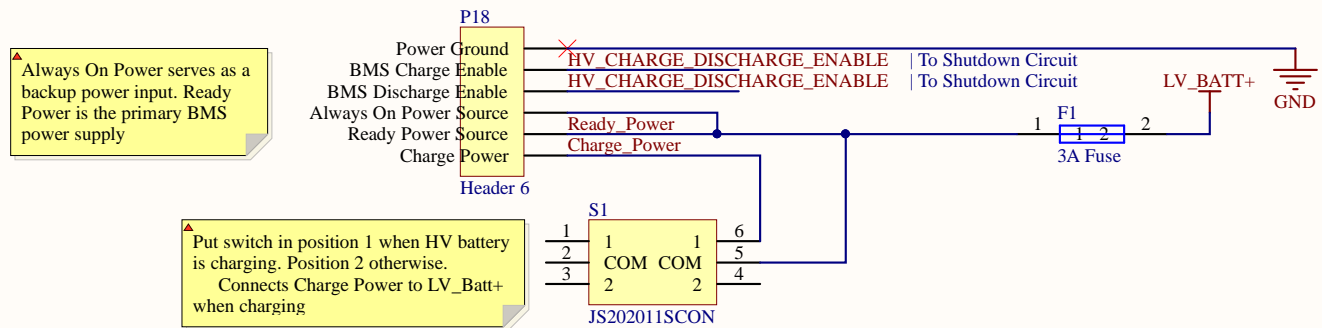 P18
Power Ground
BMS Charge Enable
BMS Discharge Enable
Always On Power Source
Ready Power Source
Charge Power
Header 6
HV_CHARGE_DISCHARGE_ENABLE | To Shutdown Circuit
HV_CHARGE_DISCHARGE_ENABLE | To Shutdown Circuit
Ready_Power
Charge_Power
LV_BATT+
GND
F1
1 1 2 2
3A Fuse
Always On Power serves as a
backup power input. Ready
Power is the primary BMS
power supply
Put switch in position 1 when HV battery
is charging. Position 2 otherwise.
Connects Charge Power to LV_Batt+
when charging
S1
1 1 1 6
2 COM COM 5
3 2 2 4
JS202011SCON